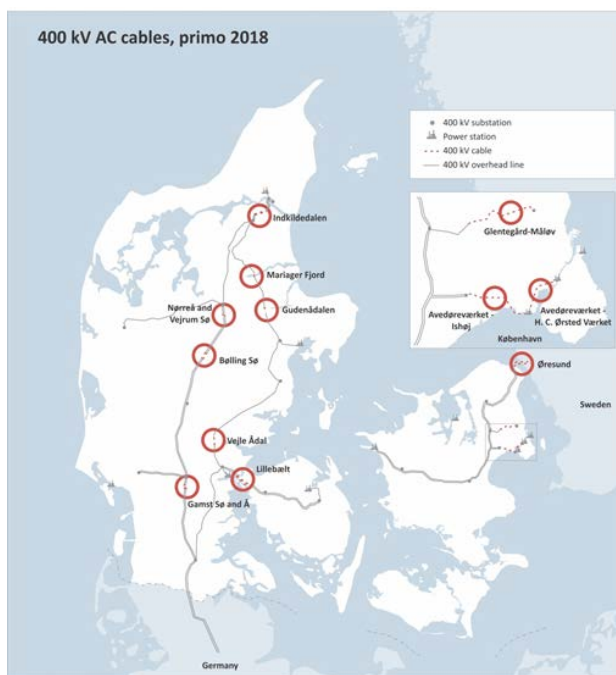 400 kV AC cables, primo 2018
400 kV substation
Power station
400 kV cable
400 kV overhead line
Indkildedalen
Glentegård-Måløv
Mariager Fjord
Nørreå and
Vejrum Sø
Gudenådalen
Avedøreværket -
Ishøj
Avedøreværket -
H. C. Ørsted Værket
København
Bølling Sø
Øresund
Sweden
Vejle Ådal
Lillebælt
Gamst Sø and Å
Germany